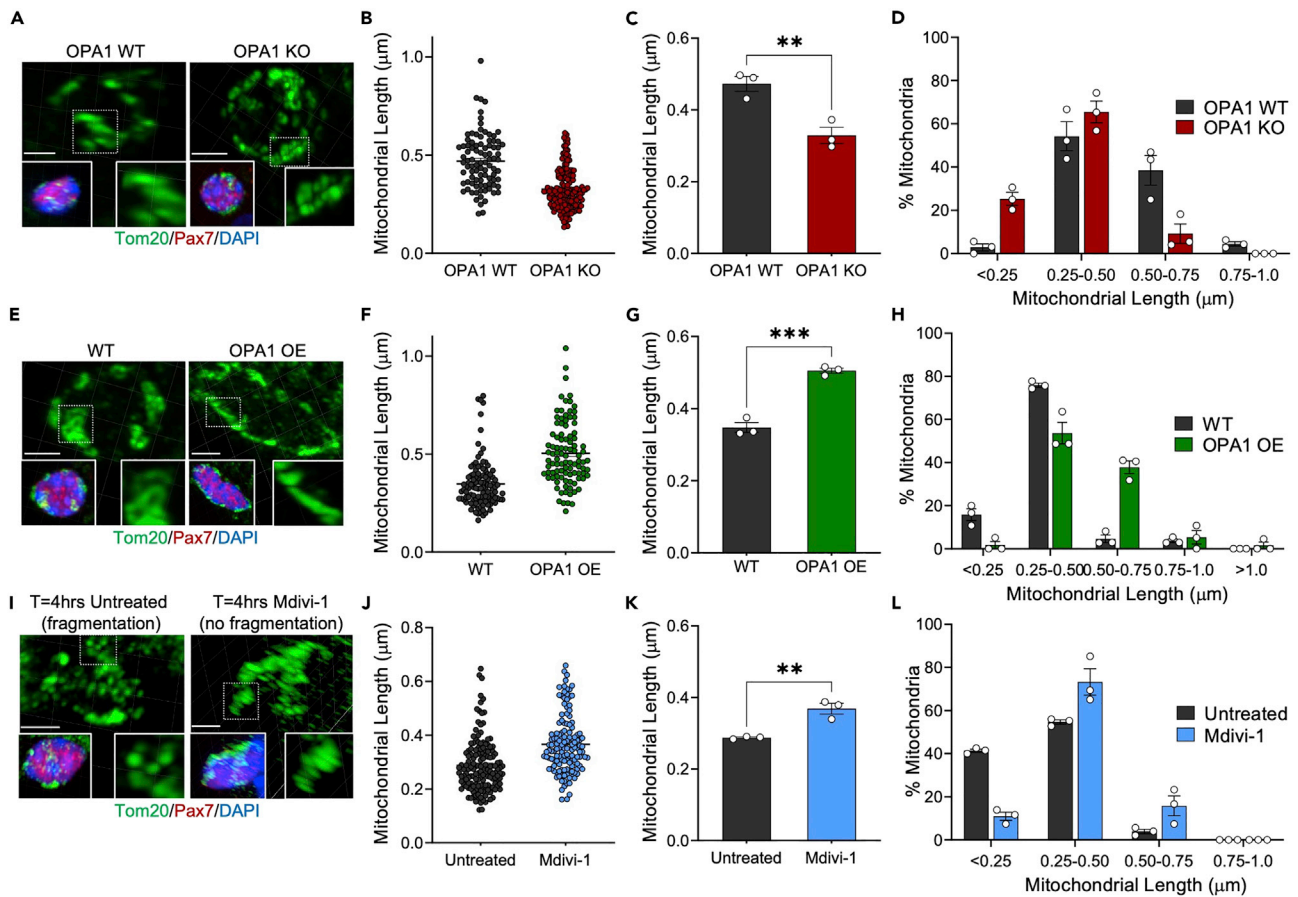 A
OPA1 WT
OPA1 KO
Tom20/Pax7/DAPI
B
Mitochondrial Length (μm)
1.0
0.5
0.0
OPA1 WT
OPA1 KO
C
Mitochondrial Length (μm)
0.6
0.4
0.2
0.0
**
OPA1 WT
OPA1 KO
D
% Mitochondria
100
80
60
40
20
0
OPA1 WT
OPA1 KO
<0.25
0.25-0.50
0.50-0.75
0.75-1.0
Mitochondrial Length (μm)
E
WT
OPA1 OE
Tom20/Pax7/DAPI
F
Mitochondrial Length (μm)
1.0
0.5
0.0
WT
OPA1 OE
G
Mitochondrial Length (μm)
0.6
0.4
0.2
0.0
***
WT
OPA1 OE
H
% Mitochondria
100
80
60
40
20
0
WT
OPA1 OE
<0.25
0.25-0.50
0.50-0.75
0.75-1.0
>1.0
Mitochondrial Length (μm)
I
T=4hrs Untreated
(fragmentation)
T=4hrs Mdivi-1
(no fragmentation)
Tom20/Pax7/DAPI
J
Mitochondrial Length (μm)
0.8
0.6
0.4
0.2
0.0
Untreated
Mdivi-1
K
Mitochondrial Length (μm)
0.6
0.4
0.2
0.0
**
Untreated
Mdivi-1
L
% Mitochondria
100
80
60
40
20
0
Untreated
Mdivi-1
<0.25
0.25-0.50
0.50-0.75
0.75-1.0
Mitochondrial Length (μm)